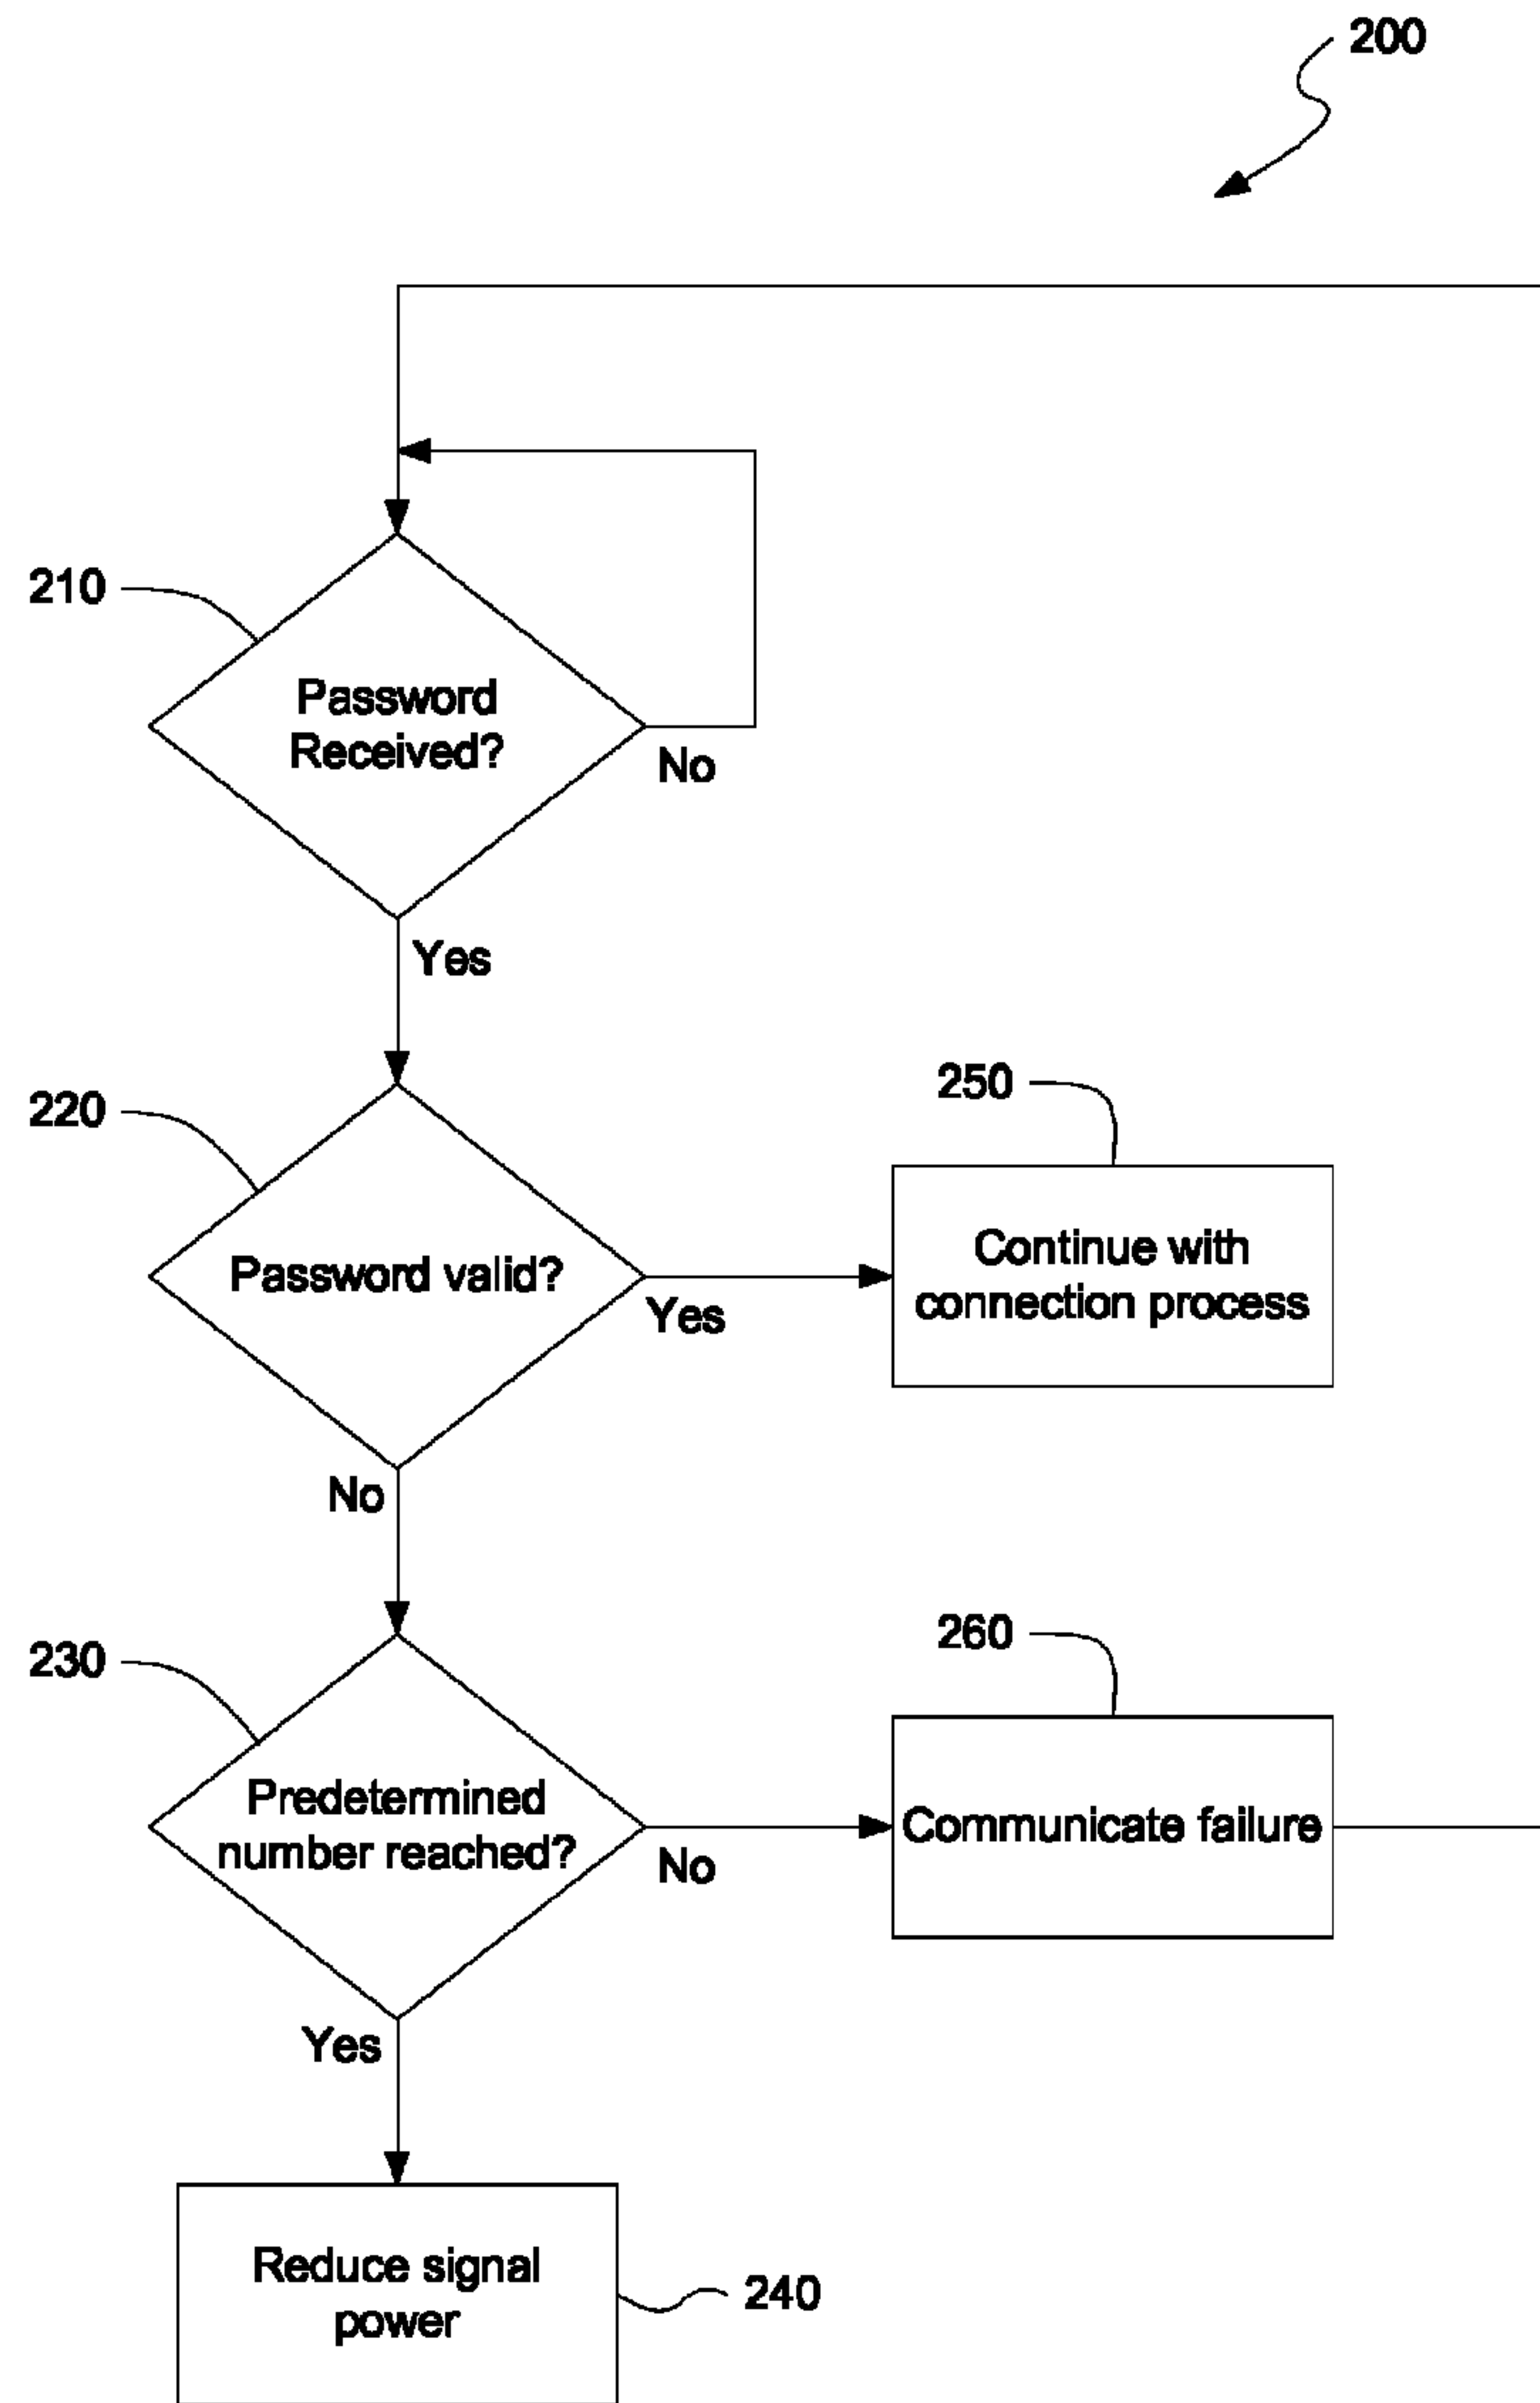 200
210
Password
Received?
No
Yes
220
Password valid?
Yes
250
Continue with
connection process
No
230
Predetermined
number reached?
No
260
Communicate failure
Yes
Reduce signal
power
240